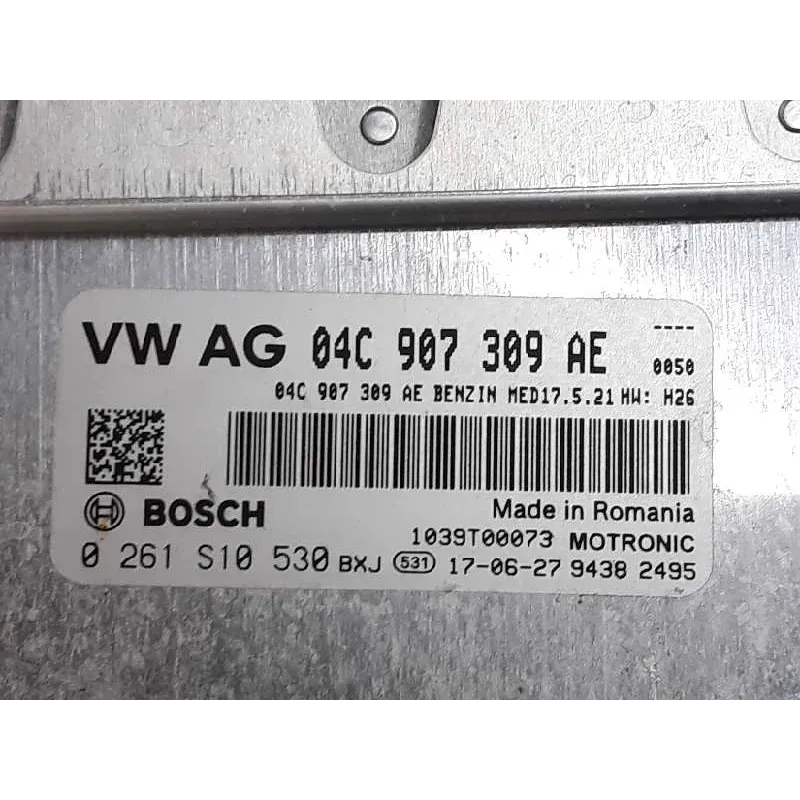 VW AG 04C 907 309 AE ----
0050
04C 907 309 AE BENZIN MED17.5.21 HW: H26
BOSCH Made in Romania
1039T00073 MOTRONIC
0 261 S10 530 BXJ 531 17-06-27 9438 2495